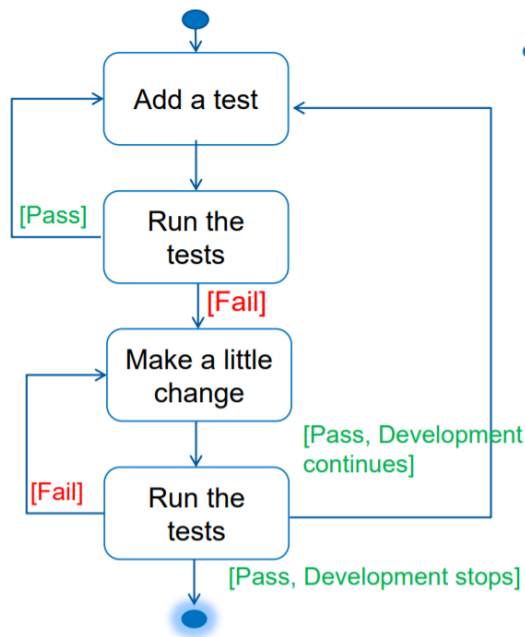 Add a test
[Pass]
Run the
tests
[Fail]
Make a little
change
[Pass, Development
continues]
[Fail]
Run the
tests
[Pass, Development stops]